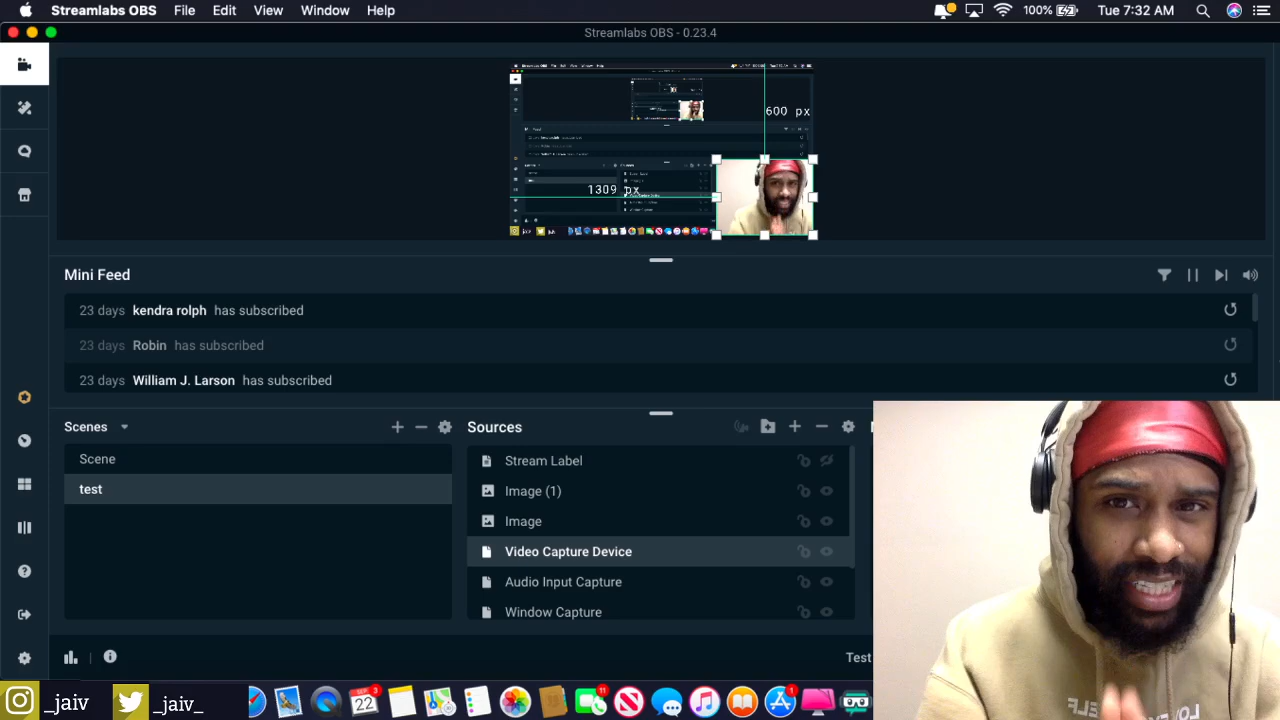 Streamlabs OBS File Edit View Window Help 100% Tue 7:32 AM
Streamlabs OBS - 0.23.4
600 px
1309 px
Mini Feed
23 days kendra rolph has subscribed
23 days Robin has subscribed
23 days William J. Larson has subscribed
Scenes
Scene
test
Sources
Stream Label
Image (1)
Image
Video Capture Device
Audio Input Capture
Window Capture
Test
_jaiv _jaiv_
22 3 11 1